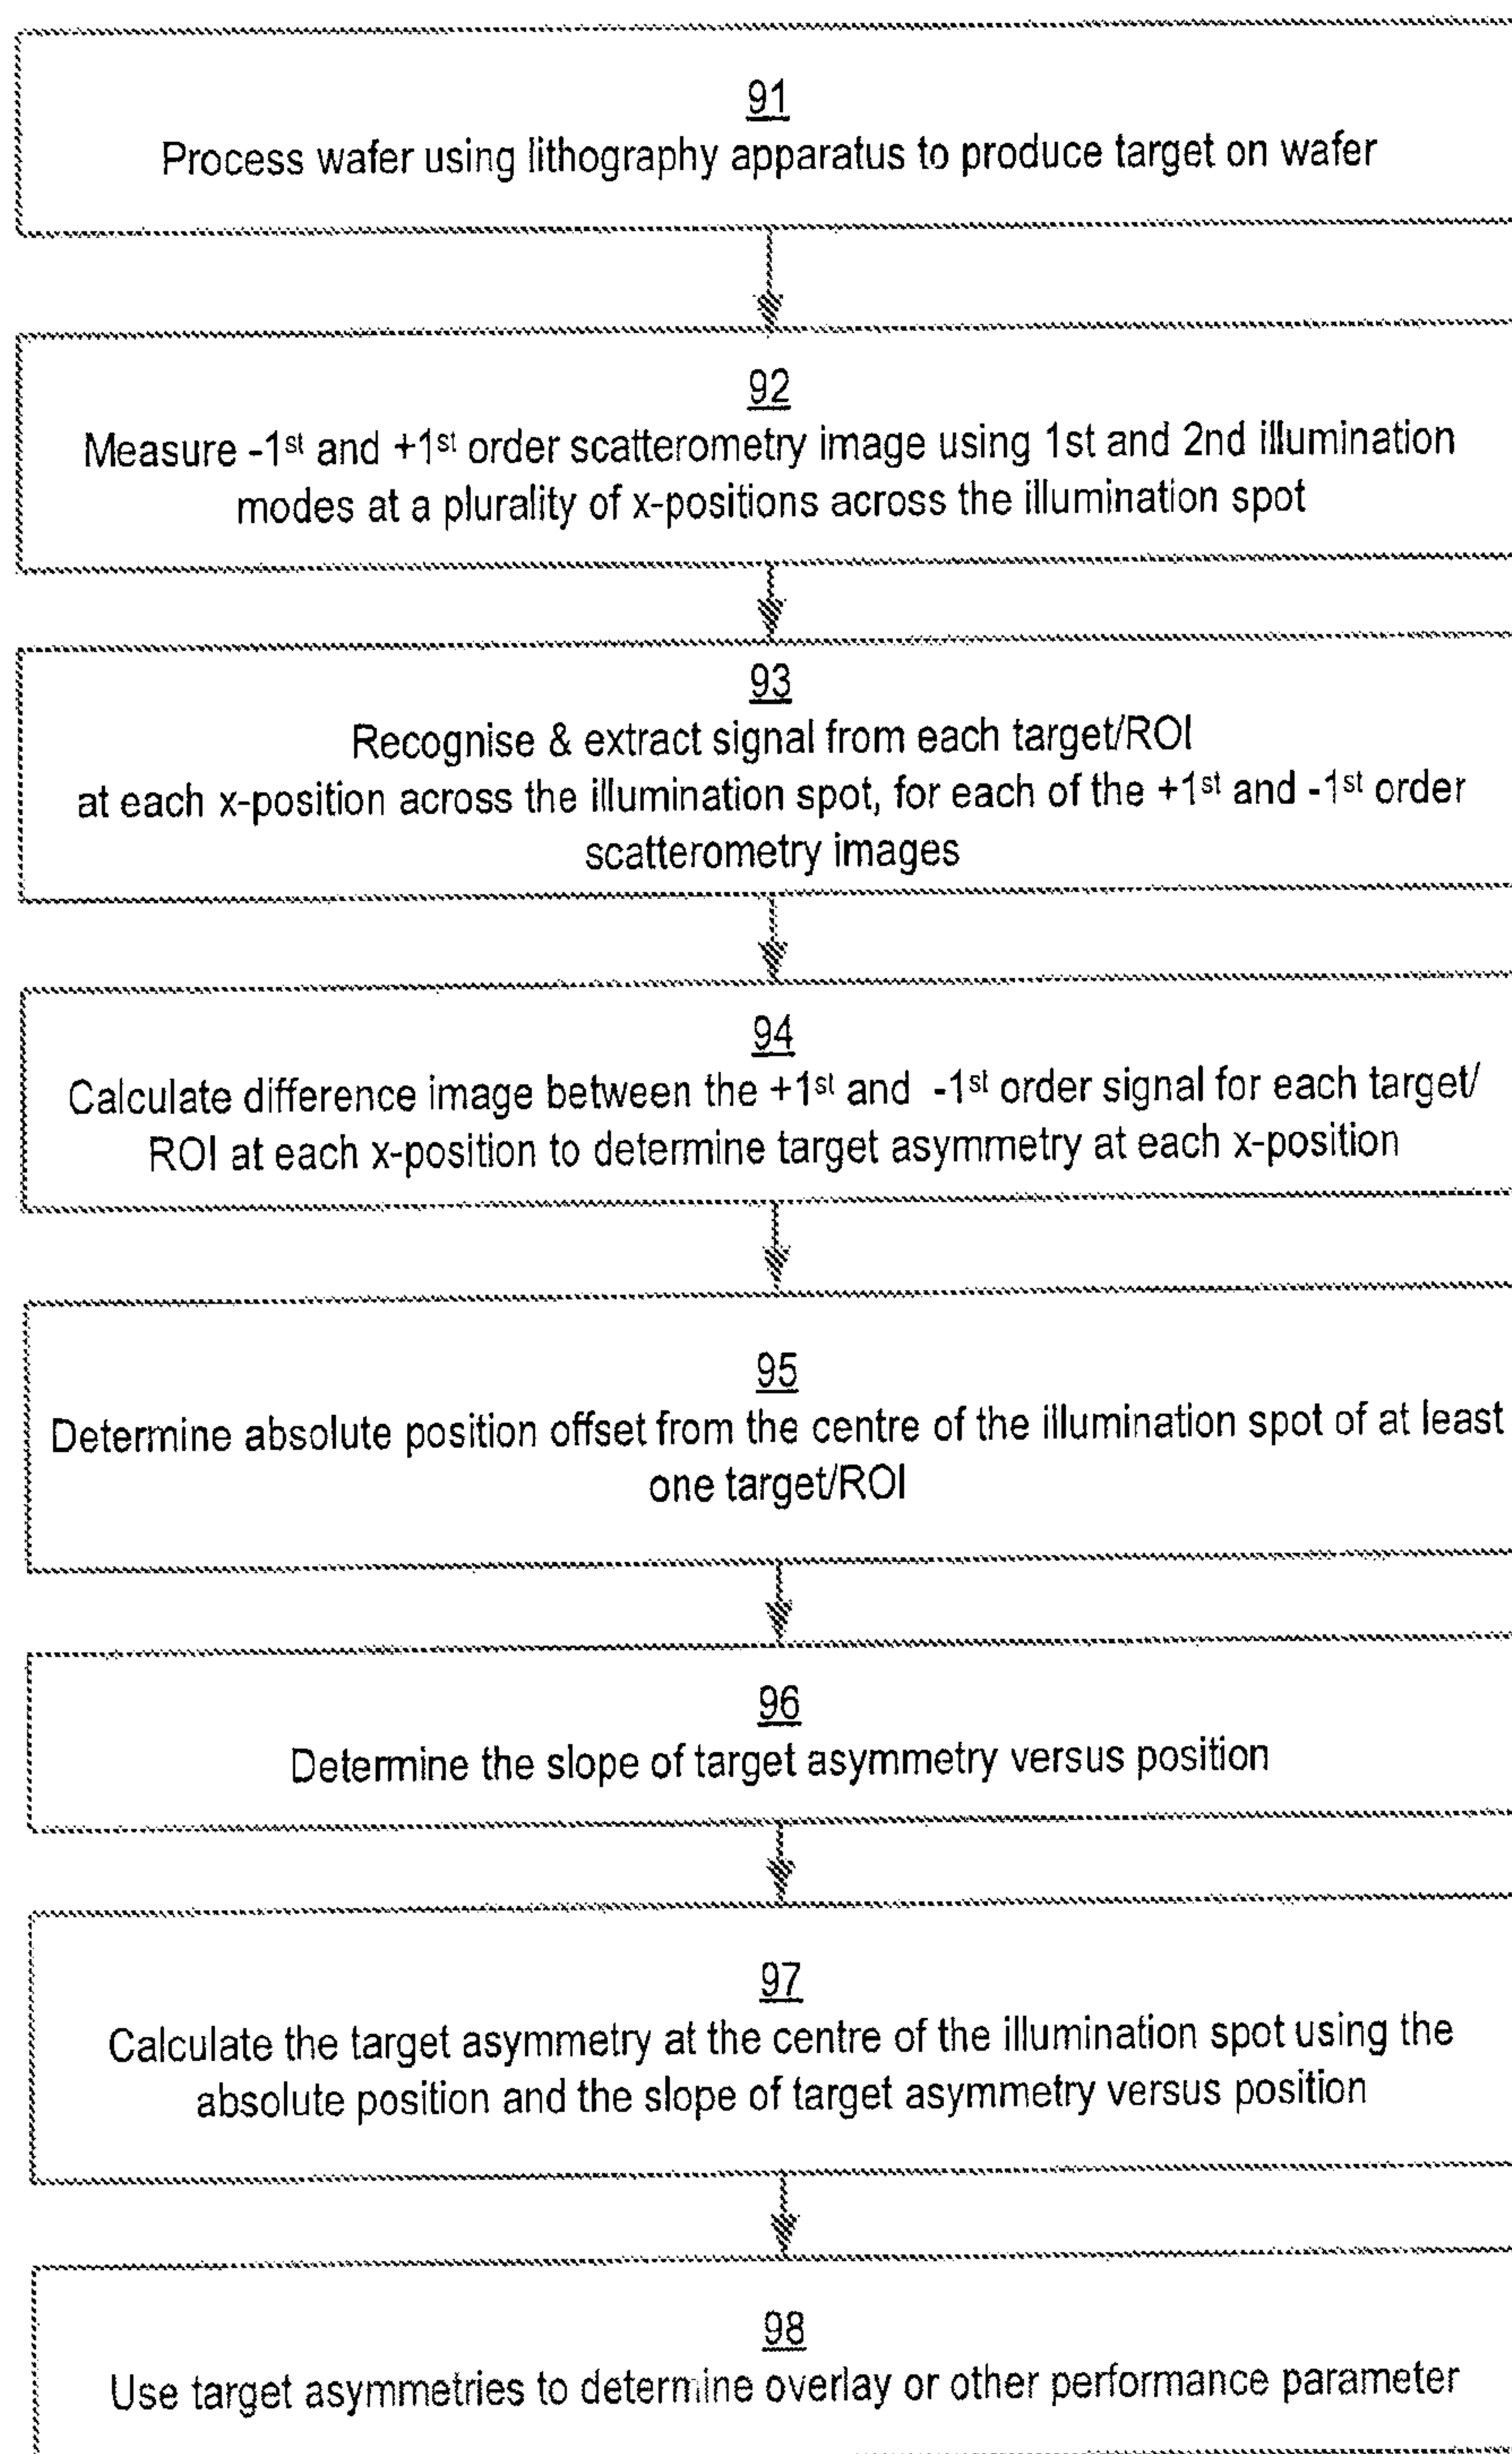 91
Process wafer using lithography apparatus to produce target on wafer
92
Measure -1st and +1st order scatterometry image using 1st and 2nd illumination
modes at a plurality of x-positions across the illumination spot
93
Recognise & extract signal from each target/ROI
at each x-position across the illumination spot, for each of the +1st and -1st order
scatterometry images
94
Calculate difference image between the +1st and -1st order signal for each target/
ROI at each x-position to determine target asymmetry at each x-position
95
Determine absolute position offset from the centre of the illumination spot of at least
one target/ROI
96
Determine the slope of target asymmetry versus position
97
Calculate the target asymmetry at the centre of the illumination spot using the
absolute position and the slope of target asymmetry versus position
98
Use target asymmetries to determine overlay or other performance parameter